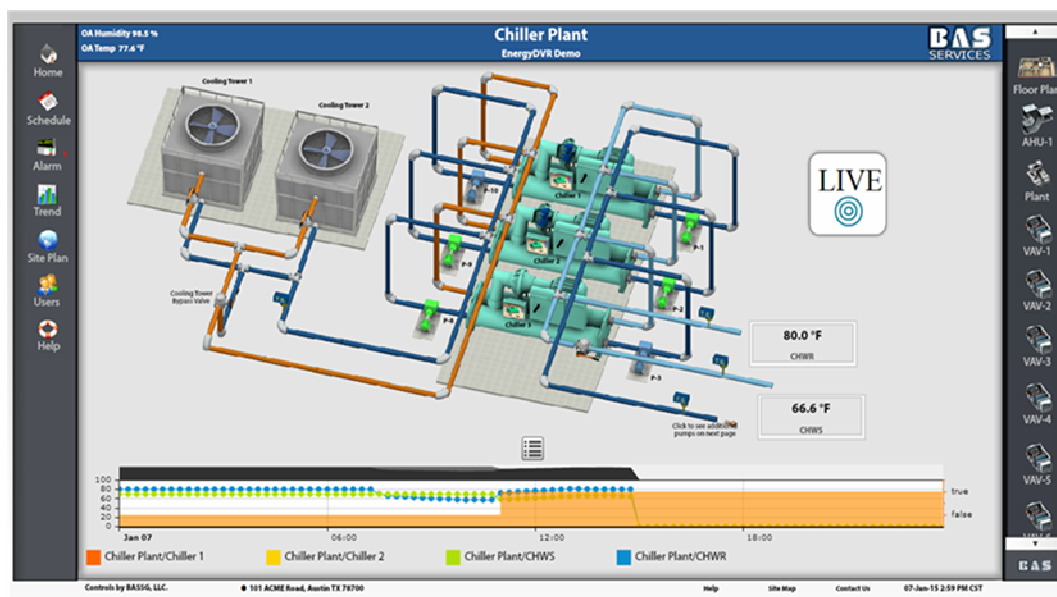 OA Humidity 98.5 %
OA Temp 77.6 °F
Chiller Plant
EnergyDVR Demo
BAS
SERVICES
Home
Schedule
Alarm
Trend
Site Plan
Users
Help
Cooling Tower 1
Cooling Tower 2
Chiller 1
Chiller 2
Chiller 3
P-10
P-9
P-8
P-1
P-2
P-3
Cooling Tower
Bypass Valve
LIVE
80.0 °F
CHWR
66.6 °F
CHWS
Click to see additional
pumps on next page
100
80
60
40
20
0
true
false
Jan 07
06:00
12:00
18:00
Chiller Plant/Chiller 1
Chiller Plant/Chiller 2
Chiller Plant/CHWS
Chiller Plant/CHWR
Floor Plan
AHU-1
Plant
VAV-1
VAV-2
VAV-3
VAV-4
VAV-5
BAS
Controls by BASSG, LLC.
101 ACME Road, Austin TX 78700
Help
Site Map
Contact Us
07-Jan-15 2:59 PM CST